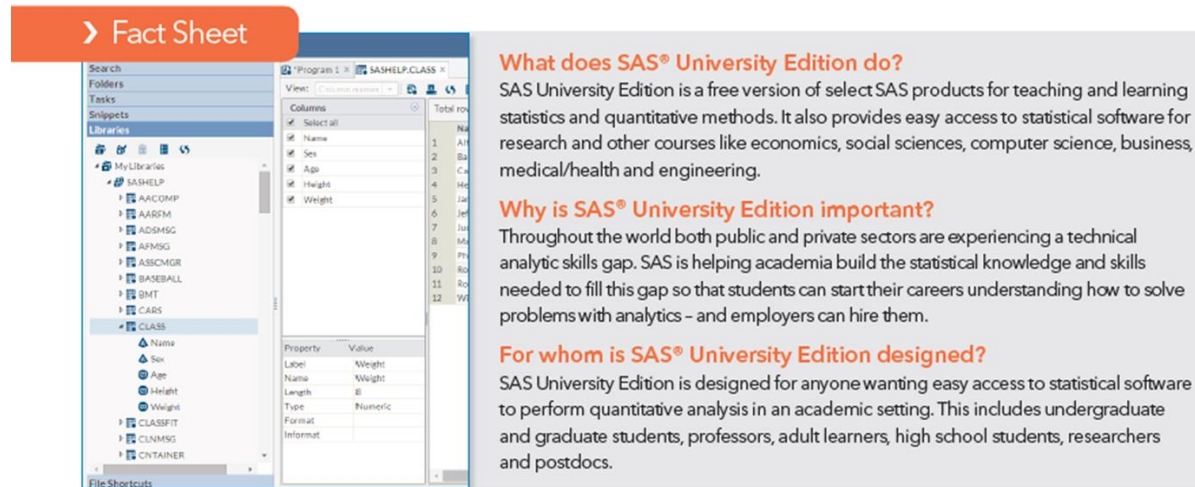 Fact Sheet
Search
Folders
Tasks
Snippets
Libraries
My Libraries
SASHELP
AACOMP
AARFM
ADSMSG
AFMSG
ASSCMGR
BASEBALL
BMT
CARS
CLASS
Name
Sex
Age
Height
Weight
CLASSFIT
CLNMSG
CNTAINER
File Shortcuts
*Program 1 × SASHELP.CLASS ×
View: Column names
Columns
Select all
Name
Sex
Age
Height
Weight
Property Value
Label Weight
Name Weight
Length 8
Type Numeric
Format
Informat
Total
1
2
3
4
5
6
7
8
9
10
11
12
What does SAS® University Edition do?
SAS University Edition is a free version of select SAS products for teaching and learning
statistics and quantitative methods. It also provides easy access to statistical software for
research and other courses like economics, social sciences, computer science, business,
medical/health and engineering.
Why is SAS® University Edition important?
Throughout the world both public and private sectors are experiencing a technical
analytic skills gap. SAS is helping academia build the statistical knowledge and skills
needed to fill this gap so that students can start their careers understanding how to solve
problems with analytics – and employers can hire them.
For whom is SAS® University Edition designed?
SAS University Edition is designed for anyone wanting easy access to statistical software
to perform quantitative analysis in an academic setting. This includes undergraduate
and graduate students, professors, adult learners, high school students, researchers
and postdocs.